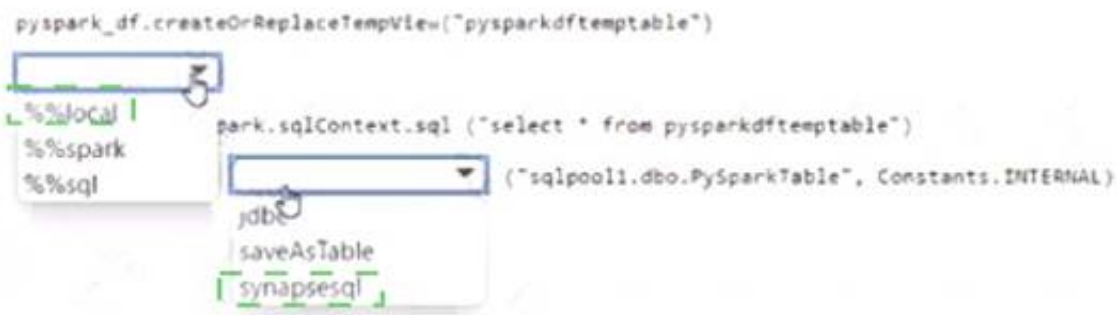 pyspark_df.createOrReplaceTempView("pysparkdftemptable")
%%local
park.sqlContext.sql ("select * from pysparkdftemptable")
%%spark
("sqlpool1.dbo.PySparkTable", Constants.INTERNAL)
%%sql
jdbc
saveAsTable
synapsesql